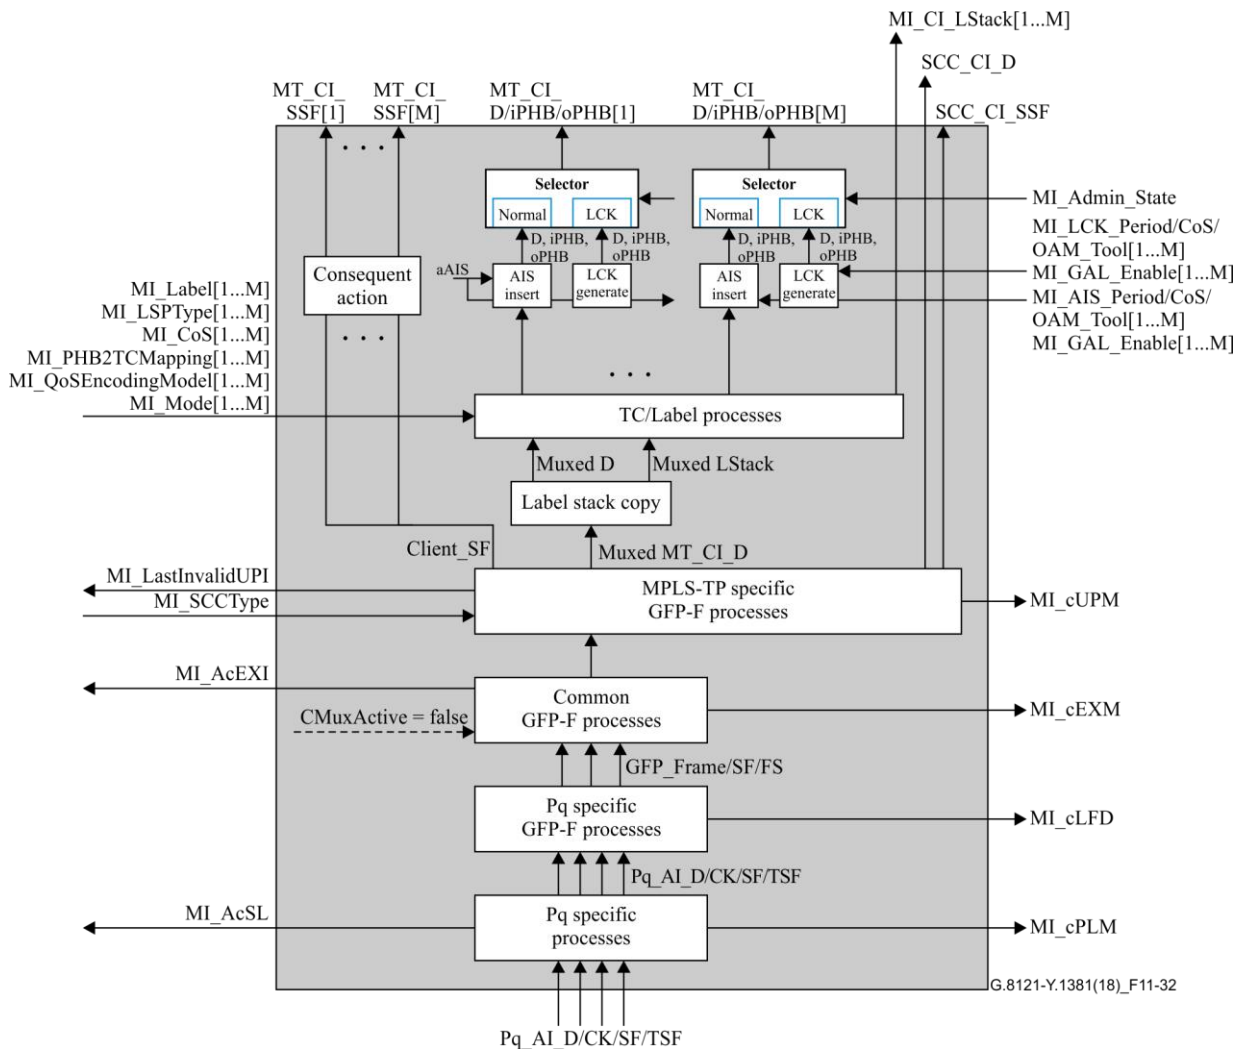 MI_CI_LStack[1...M]
SCC_CI_D
MT_CI_
SSF[1]
MT_CI_
SSF[M]
MT_CI_
D/iPHB/oPHB[1]
MT_CI_
D/iPHB/oPHB[M]
SCC_CI_SSF
. . .
Selector
Normal
LCK
Selector
Normal
LCK
MI_Admin_State
MI_LCK_Period/CoS/
OAM_Tool[1...M]
MI_GAL_Enable[1...M]
MI_AIS_Period/CoS/
OAM_Tool[1...M]
MI_GAL_Enable[1...M]
D, iPHB,
oPHB
D, iPHB,
oPHB
D, iPHB,
oPHB
D, iPHB,
oPHB
Consequent
action
aAIS
AIS
insert
LCK
generate
AIS
insert
LCK
generate
MI_Label[1...M]
MI_LSPType[1...M]
MI_CoS[1...M]
MI_PHB2TCMapping[1...M]
MI_QoSEncodingModel[1...M]
MI_Mode[1...M]
. . .
. . .
TC/Label processes
Muxed D
Muxed LStack
Label stack copy
Client_SF
Muxed MT_CI_D
MI_LastInvalidUPI
MI_SCCType
MPLS-TP specific
GFP-F processes
MI_cUPM
MI_AcEXI
Common
GFP-F processes
CMuxActive = false
MI_cEXM
GFP_Frame/SF/FS
Pq specific
GFP-F processes
MI_cLFD
Pq_AI_D/CK/SF/TSF
MI_AcSL
Pq specific
processes
MI_cPLM
G.8121-Y.1381(18)_F11-32
Pq_AI_D/CK/SF/TSF